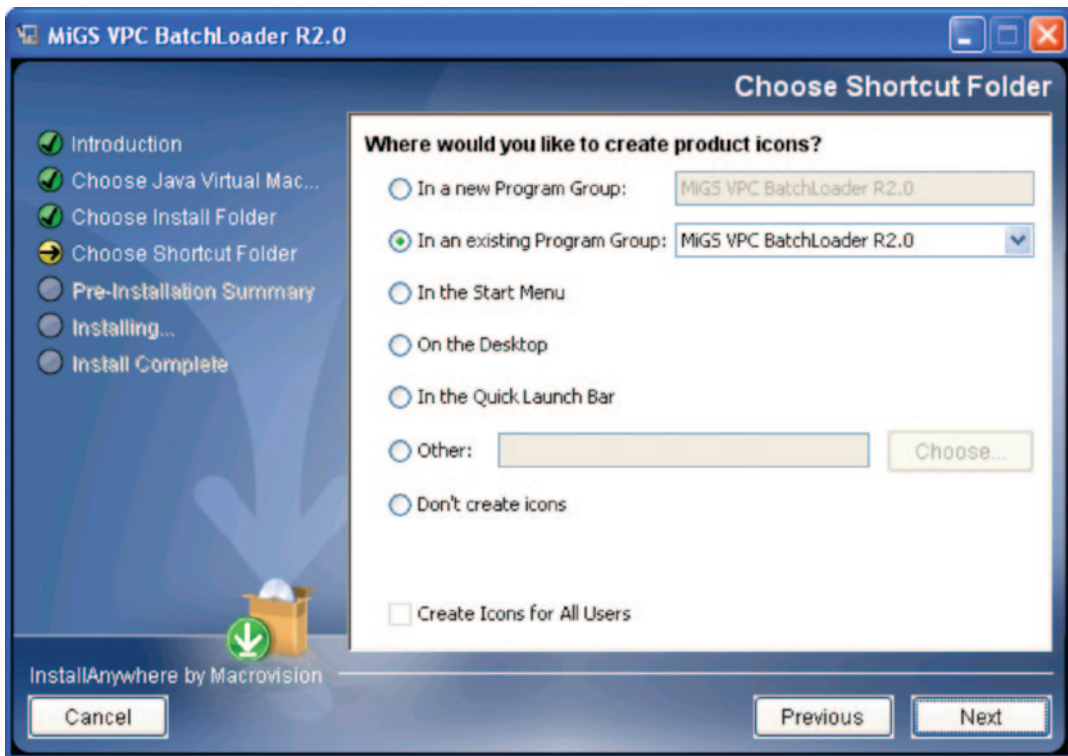 MiGS VPC BatchLoader R2.0
Choose Shortcut Folder
Introduction
Choose Java Virtual Mac...
Choose Install Folder
Choose Shortcut Folder
Pre-Installation Summary
Installing...
Install Complete
Where would you like to create product icons?
In a new Program Group: MiGS VPC BatchLoader R2.0
In an existing Program Group: MiGS VPC BatchLoader R2.0
In the Start Menu
On the Desktop
In the Quick Launch Bar
Other: Choose...
Don't create icons
Create Icons for All Users
InstallAnywhere by Macrovision
Cancel Previous Next